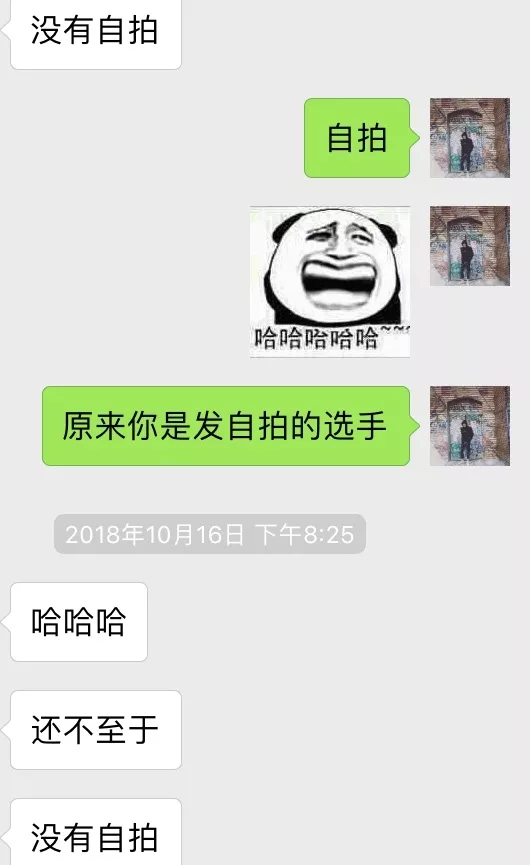 没有自拍
自拍
哈哈哈哈哈~~~
原来你是发自拍的选手
2018年10月16日 下午8:25
哈哈哈
还不至于
没有自拍